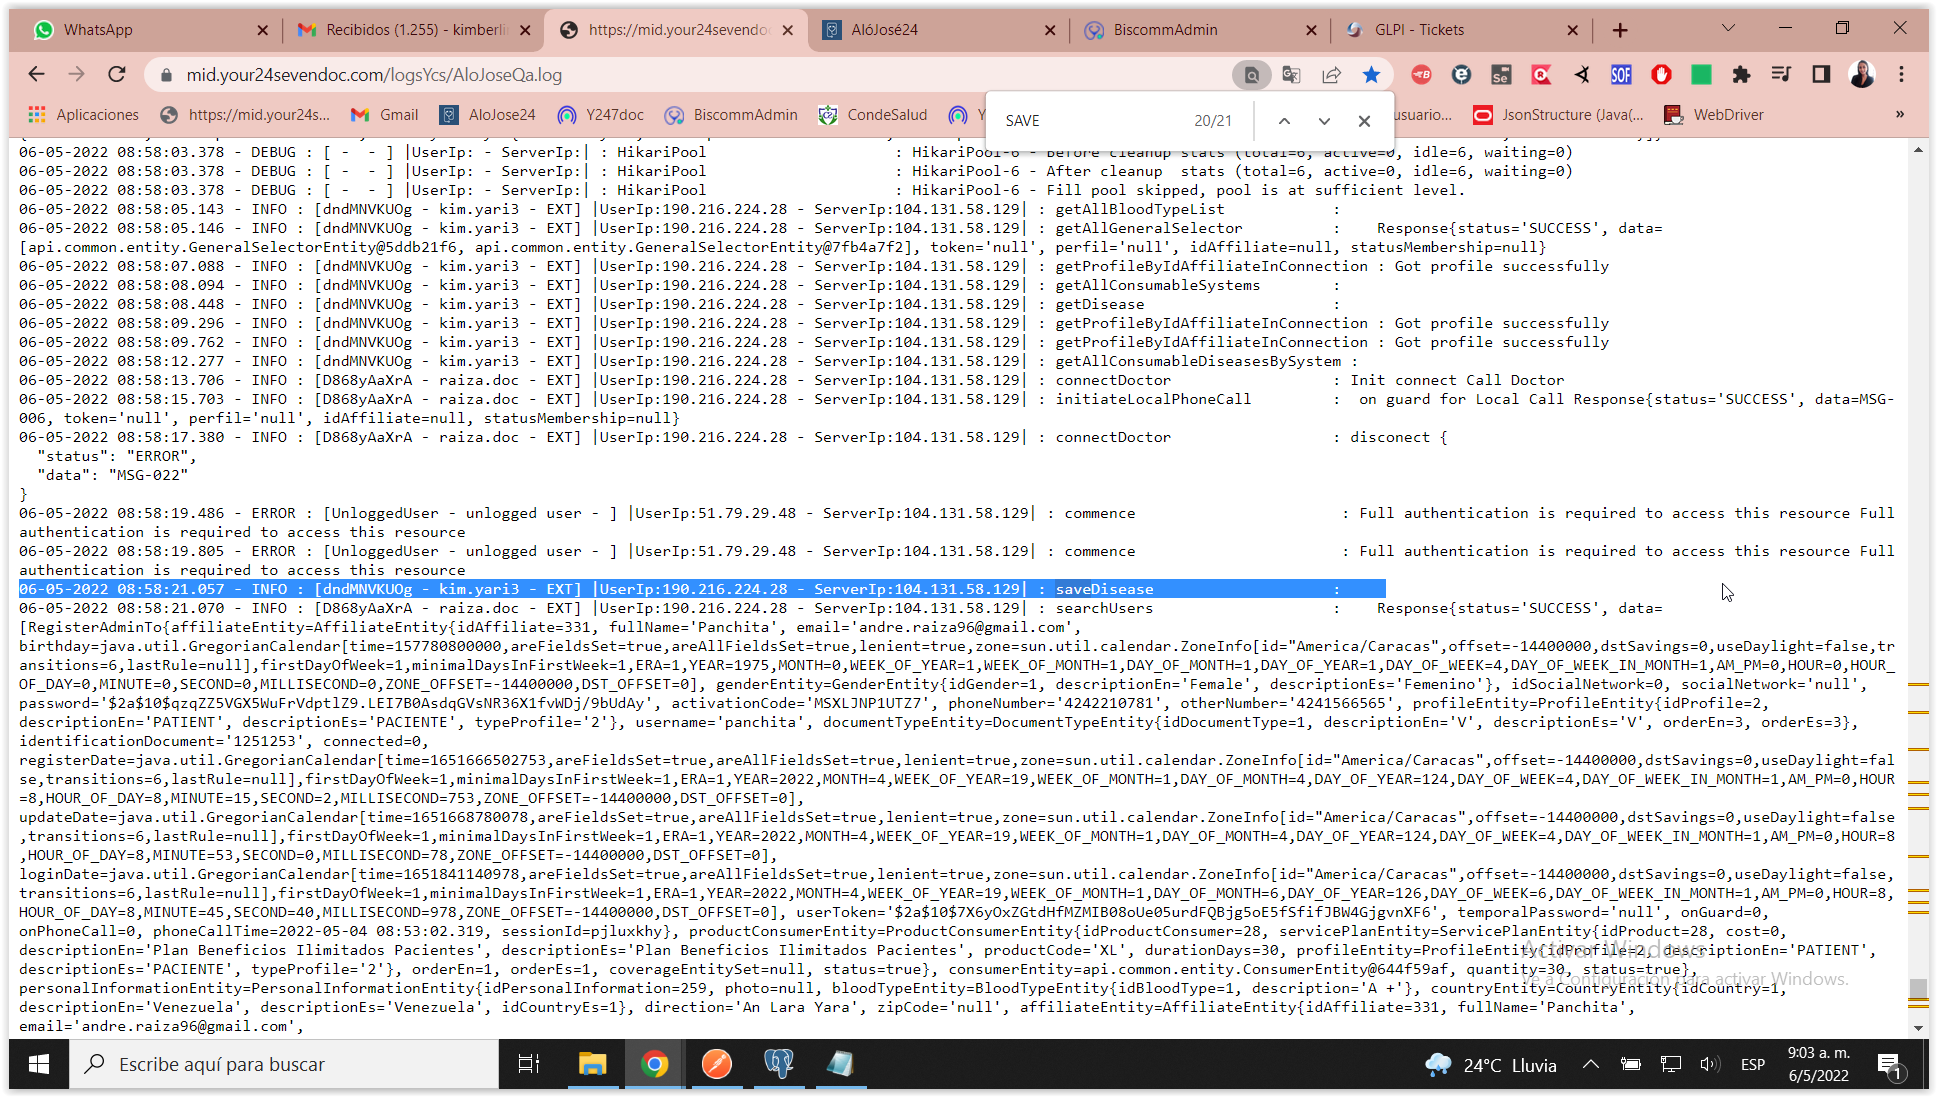 WhatsApp
Recibidos (1.255) - kimberli
https://mid.your24sevendoc
AlóJosé24
BiscommAdmin
GLPI - Tickets
mid.your24sevendoc.com/logsYcs/AloJoseQa.log
Aplicaciones
https://mid.your24s...
Gmail
AloJose24
Y247doc
BiscommAdmin
CondeSalud
Y
usuario...
JsonStructure (Java(...
WebDriver
»
SAVE 20/21
06-05-2022 08:58:03.378 - DEBUG : [ - - ] |UserIp: - ServerIp:| : HikariPool : HikariPool-6 - Before cleanup stats (total=6, active=0, idle=6, waiting=0)
06-05-2022 08:58:03.378 - DEBUG : [ - - ] |UserIp: - ServerIp:| : HikariPool : HikariPool-6 - After cleanup stats (total=6, active=0, idle=6, waiting=0)
06-05-2022 08:58:03.378 - DEBUG : [ - - ] |UserIp: - ServerIp:| : HikariPool : HikariPool-6 - Fill pool skipped, pool is at sufficient level.
06-05-2022 08:58:05.143 - INFO : [dndMNVKUOg - kim.yari3 - EXT] |UserIp:190.216.224.28 - ServerIp:104.131.58.129| : getAllBloodTypeList :
06-05-2022 08:58:05.146 - INFO : [dndMNVKUOg - kim.yari3 - EXT] |UserIp:190.216.224.28 - ServerIp:104.131.58.129| : getAllGeneralSelector : Response{status='SUCCESS', data=
[api.common.entity.GeneralSelectorEntity@5ddb21f6, api.common.entity.GeneralSelectorEntity@7fb4a7f2], token='null', perfil='null', idAffiliate=null, statusMembership=null}
06-05-2022 08:58:07.088 - INFO : [dndMNVKUOg - kim.yari3 - EXT] |UserIp:190.216.224.28 - ServerIp:104.131.58.129| : getProfileByIdAffiliateInConnection : Got profile successfully
06-05-2022 08:58:08.094 - INFO : [dndMNVKUOg - kim.yari3 - EXT] |UserIp:190.216.224.28 - ServerIp:104.131.58.129| : getAllConsumableSystems :
06-05-2022 08:58:08.448 - INFO : [dndMNVKUOg - kim.yari3 - EXT] |UserIp:190.216.224.28 - ServerIp:104.131.58.129| : getDisease :
06-05-2022 08:58:09.296 - INFO : [dndMNVKUOg - kim.yari3 - EXT] |UserIp:190.216.224.28 - ServerIp:104.131.58.129| : getProfileByIdAffiliateInConnection : Got profile successfully
06-05-2022 08:58:09.762 - INFO : [dndMNVKUOg - kim.yari3 - EXT] |UserIp:190.216.224.28 - ServerIp:104.131.58.129| : getProfileByIdAffiliateInConnection : Got profile successfully
06-05-2022 08:58:12.277 - INFO : [dndMNVKUOg - kim.yari3 - EXT] |UserIp:190.216.224.28 - ServerIp:104.131.58.129| : getAllConsumableDiseasesBySystem :
06-05-2022 08:58:13.706 - INFO : [D868yAaXrA - raiza.doc - EXT] |UserIp:190.216.224.28 - ServerIp:104.131.58.129| : connectDoctor : Init connect Call Doctor
06-05-2022 08:58:15.703 - INFO : [D868yAaXrA - raiza.doc - EXT] |UserIp:190.216.224.28 - ServerIp:104.131.58.129| : initiateLocalPhoneCall : on guard for Local Call Response{status='SUCCESS', data=MSG-
006, token='null', perfil='null', idAffiliate=null, statusMembership=null}
06-05-2022 08:58:17.380 - INFO : [D868yAaXrA - raiza.doc - EXT] |UserIp:190.216.224.28 - ServerIp:104.131.58.129| : connectDoctor : disconect {
"status": "ERROR",
"data": "MSG-022"
}
06-05-2022 08:58:19.486 - ERROR : [UnloggedUser - unlogged user - ] |UserIp:51.79.29.48 - ServerIp:104.131.58.129| : commence : Full authentication is required to access this resource Full
authentication is required to access this resource
06-05-2022 08:58:19.805 - ERROR : [UnloggedUser - unlogged user - ] |UserIp:51.79.29.48 - ServerIp:104.131.58.129| : commence : Full authentication is required to access this resource Full
authentication is required to access this resource
06-05-2022 08:58:21.057 - INFO : [dndMNVKUOg - kim.yari3 - EXT] |UserIp:190.216.224.28 - ServerIp:104.131.58.129| : saveDisease :
06-05-2022 08:58:21.070 - INFO : [D868yAaXrA - raiza.doc - EXT] |UserIp:190.216.224.28 - ServerIp:104.131.58.129| : searchUsers : Response{status='SUCCESS', data=
[RegisterAdminTo{affiliateEntity=AffiliateEntity{idAffiliate=331, fullName='Panchita', email='andre.raiza96@gmail.com',
birthday=java.util.GregorianCalendar[time=157780800000,areFieldsSet=true,areAllFieldsSet=true,lenient=true,zone=sun.util.calendar.ZoneInfo[id="America/Caracas",offset=-14400000,dstSavings=0,useDaylight=false,tr
ansitions=6,lastRule=null],firstDayOfWeek=1,minimalDaysInFirstWeek=1,ERA=1,YEAR=1975,MONTH=0,WEEK_OF_YEAR=1,WEEK_OF_MONTH=1,DAY_OF_MONTH=1,DAY_OF_YEAR=1,DAY_OF_WEEK=4,DAY_OF_WEEK_IN_MONTH=1,AM_PM=0,HOUR=0,HOUR_
OF_DAY=0,MINUTE=0,SECOND=0,MILLISECOND=0,ZONE_OFFSET=-14400000,DST_OFFSET=0], genderEntity=GenderEntity{idGender=1, descriptionEn='Female', descriptionEs='Femenino'}, idSocialNetwork=0, socialNetwork='null',
password='$2a$10$qzqZZ5VGX5WuFrVdptlZ9.LEI7B0AsdqGVsNR36X1fvWDj/9bUdAy', activationCode='MSXLJNP1UTZ7', phoneNumber='4242210781', otherNumber='4241566565', profileEntity=ProfileEntity{idProfile=2,
descriptionEn='PATIENT', descriptionEs='PACIENTE', typeProfile='2'}, username='panchita', documentTypeEntity=DocumentTypeEntity{idDocumentType=1, descriptionEn='V', descriptionEs='V', orderEn=3, orderEs=3},
identificationDocument='1251253', connected=0,
registerDate=java.util.GregorianCalendar[time=1651666502753,areFieldsSet=true,areAllFieldsSet=true,lenient=true,zone=sun.util.calendar.ZoneInfo[id="America/Caracas",offset=-14400000,dstSavings=0,useDaylight=fal
se,transitions=6,lastRule=null],firstDayOfWeek=1,minimalDaysInFirstWeek=1,ERA=1,YEAR=2022,MONTH=4,WEEK_OF_YEAR=19,WEEK_OF_MONTH=1,DAY_OF_MONTH=4,DAY_OF_YEAR=124,DAY_OF_WEEK=4,DAY_OF_WEEK_IN_MONTH=1,AM_PM=0,HOUR
=8,HOUR_OF_DAY=8,MINUTE=15,SECOND=2,MILLISECOND=753,ZONE_OFFSET=-14400000,DST_OFFSET=0],
updateDate=java.util.GregorianCalendar[time=1651668780078,areFieldsSet=true,areAllFieldsSet=true,lenient=true,zone=sun.util.calendar.ZoneInfo[id="America/Caracas",offset=-14400000,dstSavings=0,useDaylight=false
,transitions=6,lastRule=null],firstDayOfWeek=1,minimalDaysInFirstWeek=1,ERA=1,YEAR=2022,MONTH=4,WEEK_OF_YEAR=19,WEEK_OF_MONTH=1,DAY_OF_MONTH=4,DAY_OF_YEAR=124,DAY_OF_WEEK=4,DAY_OF_WEEK_IN_MONTH=1,AM_PM=0,HOUR=8
,HOUR_OF_DAY=8,MINUTE=53,SECOND=0,MILLISECOND=78,ZONE_OFFSET=-14400000,DST_OFFSET=0],
loginDate=java.util.GregorianCalendar[time=1651841140978,areFieldsSet=true,areAllFieldsSet=true,lenient=true,zone=sun.util.calendar.ZoneInfo[id="America/Caracas",offset=-14400000,dstSavings=0,useDaylight=false,
transitions=6,lastRule=null],firstDayOfWeek=1,minimalDaysInFirstWeek=1,ERA=1,YEAR=2022,MONTH=4,WEEK_OF_YEAR=19,WEEK_OF_MONTH=1,DAY_OF_MONTH=6,DAY_OF_YEAR=126,DAY_OF_WEEK=6,DAY_OF_WEEK_IN_MONTH=1,AM_PM=0,HOUR=8,
HOUR_OF_DAY=8,MINUTE=45,SECOND=40,MILLISECOND=978,ZONE_OFFSET=-14400000,DST_OFFSET=0], userToken='$2a$10$7X6yOxZGtdHfMZMIB08oUe05urdFQBjg5oE5fSfifJBW4GjgvnXF6', temporalPassword='null', onGuard=0,
onPhoneCall=0, phoneCallTime=2022-05-04 08:53:02.319, sessionId=pjluxkhy}, productConsumerEntity=ProductConsumerEntity{idProductConsumer=28, servicePlanEntity=ServicePlanEntity{idProduct=28, cost=0,
descriptionEn='Plan Beneficios Ilimitados Pacientes', descriptionEs='Plan Beneficios Ilimitados Pacientes', productCode='XL', durationDays=30, profileEntity=ProfileEntity{idProfile=2, descriptionEn='PATIENT',
descriptionEs='PACIENTE', typeProfile='2'}, orderEn=1, orderEs=1, coverageEntitySet=null, status=true}, consumerEntity=api.common.entity.ConsumerEntity@644f59af, quantity=30, status=true},
personalInformationEntity=PersonalInformationEntity{idPersonalInformation=259, photo=null, bloodTypeEntity=BloodTypeEntity{idBloodType=1, description='A +'}, countryEntity=CountryEntity{idCountry=1,
descriptionEn='Venezuela', descriptionEs='Venezuela', idCountryEs=1}, direction='An Lara Yara', zipCode='null', affiliateEntity=AffiliateEntity{idAffiliate=331, fullName='Panchita',
email='andre.raiza96@gmail.com',
Activar Windows
Ve a Configuración para activar Windows.
Escribe aquí para buscar
24°C Lluvia
ESP
9:03 a. m.
6/5/2022
1